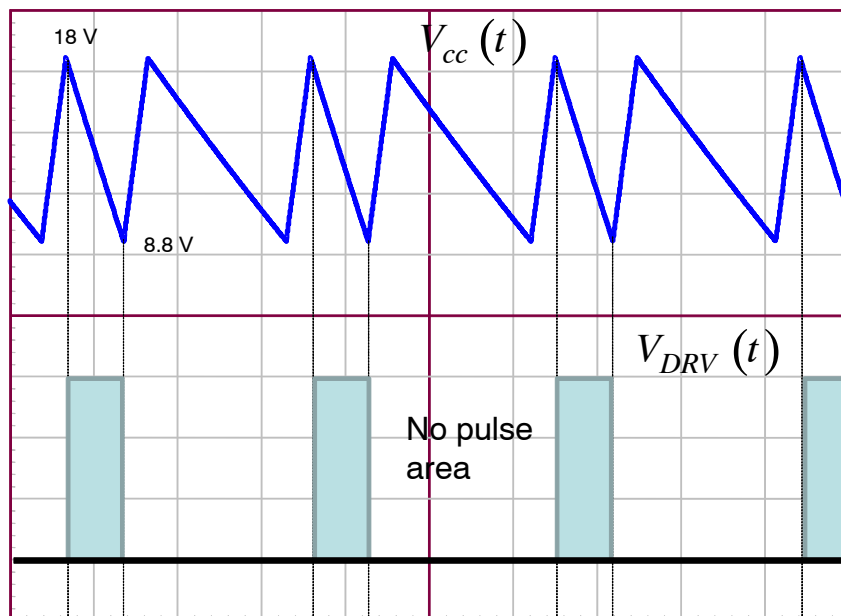 18 V
Vcc (t)
8.8 V
VDRV (t)
No pulse
area